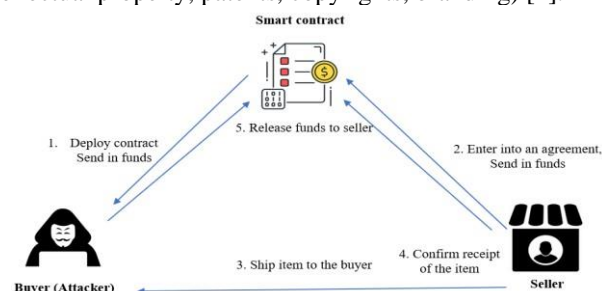 Smart contract
1. Deploy contract
Send in funds
5. Release funds to seller
2. Enter into an agreement,
Send in funds
3. Ship item to the buyer
4. Confirm receipt
of the item
Buyer (Attacker)
Seller